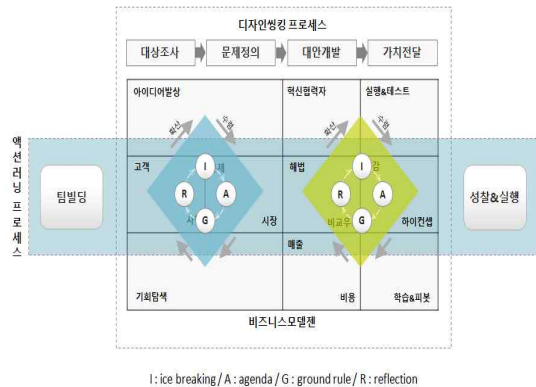 디자인씽킹 프로세스
대상조사 문제정의 대안개발 가치전달
아이디어발상 혁신협력자 실행&테스트
확산 수렴 확산 수렴
액션러닝 프로세스
팀빌딩
고객 I 제 해법 I 감
R A R A
G 시장 비교우 G 하이컨셉
성찰&실행
매출
기회탐색 비용 학습&피봇
비즈니스모델젠
I : ice breaking / A : agenda / G : ground rule / R : reflection